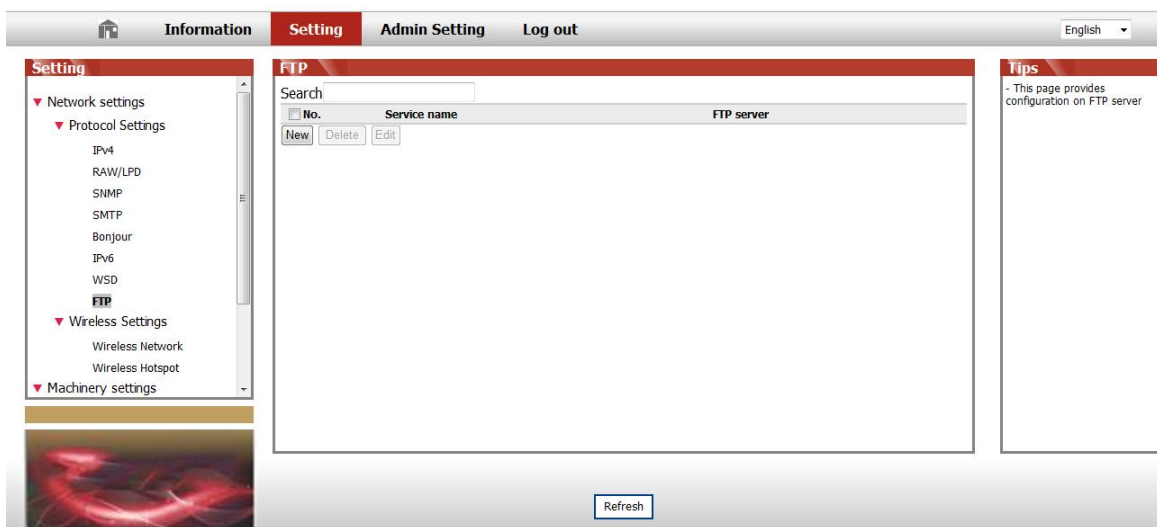 Information Setting Admin Setting Log out English
Setting
Network settings
Protocol Settings
IPv4
RAW/LPD
SNMP
SMTP
Bonjour
IPv6
WSD
FTP
Wireless Settings
Wireless Network
Wireless Hotspot
Machinery settings
FTP
Search
No. Service name FTP server
New Delete Edit
Refresh
Tips
- This page provides
configuration on FTP server